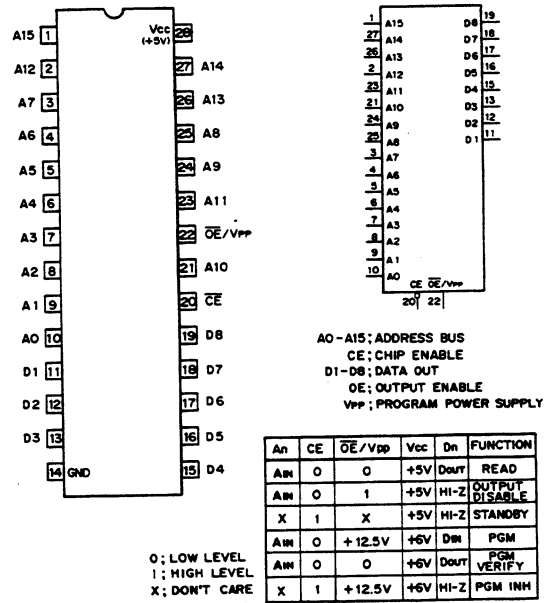 A15 1
Vcc 28
(+5V)
A12 2
27 A14
A7 3
26 A13
A6 4
25 A8
A5 5
24 A9
A4 6
23 A11
A3 7
22 OE/VPP
A2 8
21 A10
A1 9
20 CE
A0 10
19 D8
D1 11
18 D7
D2 12
17 D6
D3 13
16 D5
14 GND
15 D4
1 A15
27 A14
26 A13
2 A12
23 A11
21 A10
24 A9
25 A8
3 A7
4 A6
5 A5
6 A4
7 A3
8 A2
9 A1
10 A0
D8 19
D7 18
D6 17
D5 16
D4 15
D3 13
D2 12
D1 11
CE OE/VPP
20 22
A0-A15; ADDRESS BUS
CE; CHIP ENABLE
D1-D8; DATA OUT
OE; OUTPUT ENABLE
VPP; PROGRAM POWER SUPPLY
An CE OE/Vpp Vcc Dn FUNCTION
AIN 0 0 +5V DOUT READ
AIN 0 1 +5V HI-Z OUTPUT DISABLE
X 1 X +5V HI-Z STANDBY
AIN 0 +12.5V +6V DIN PGM
AIN 0 0 +6V DOUT PGM VERIFY
X 1 +12.5V +6V HI-Z PGM INH
0; LOW LEVEL
1; HIGH LEVEL
X; DON'T CARE